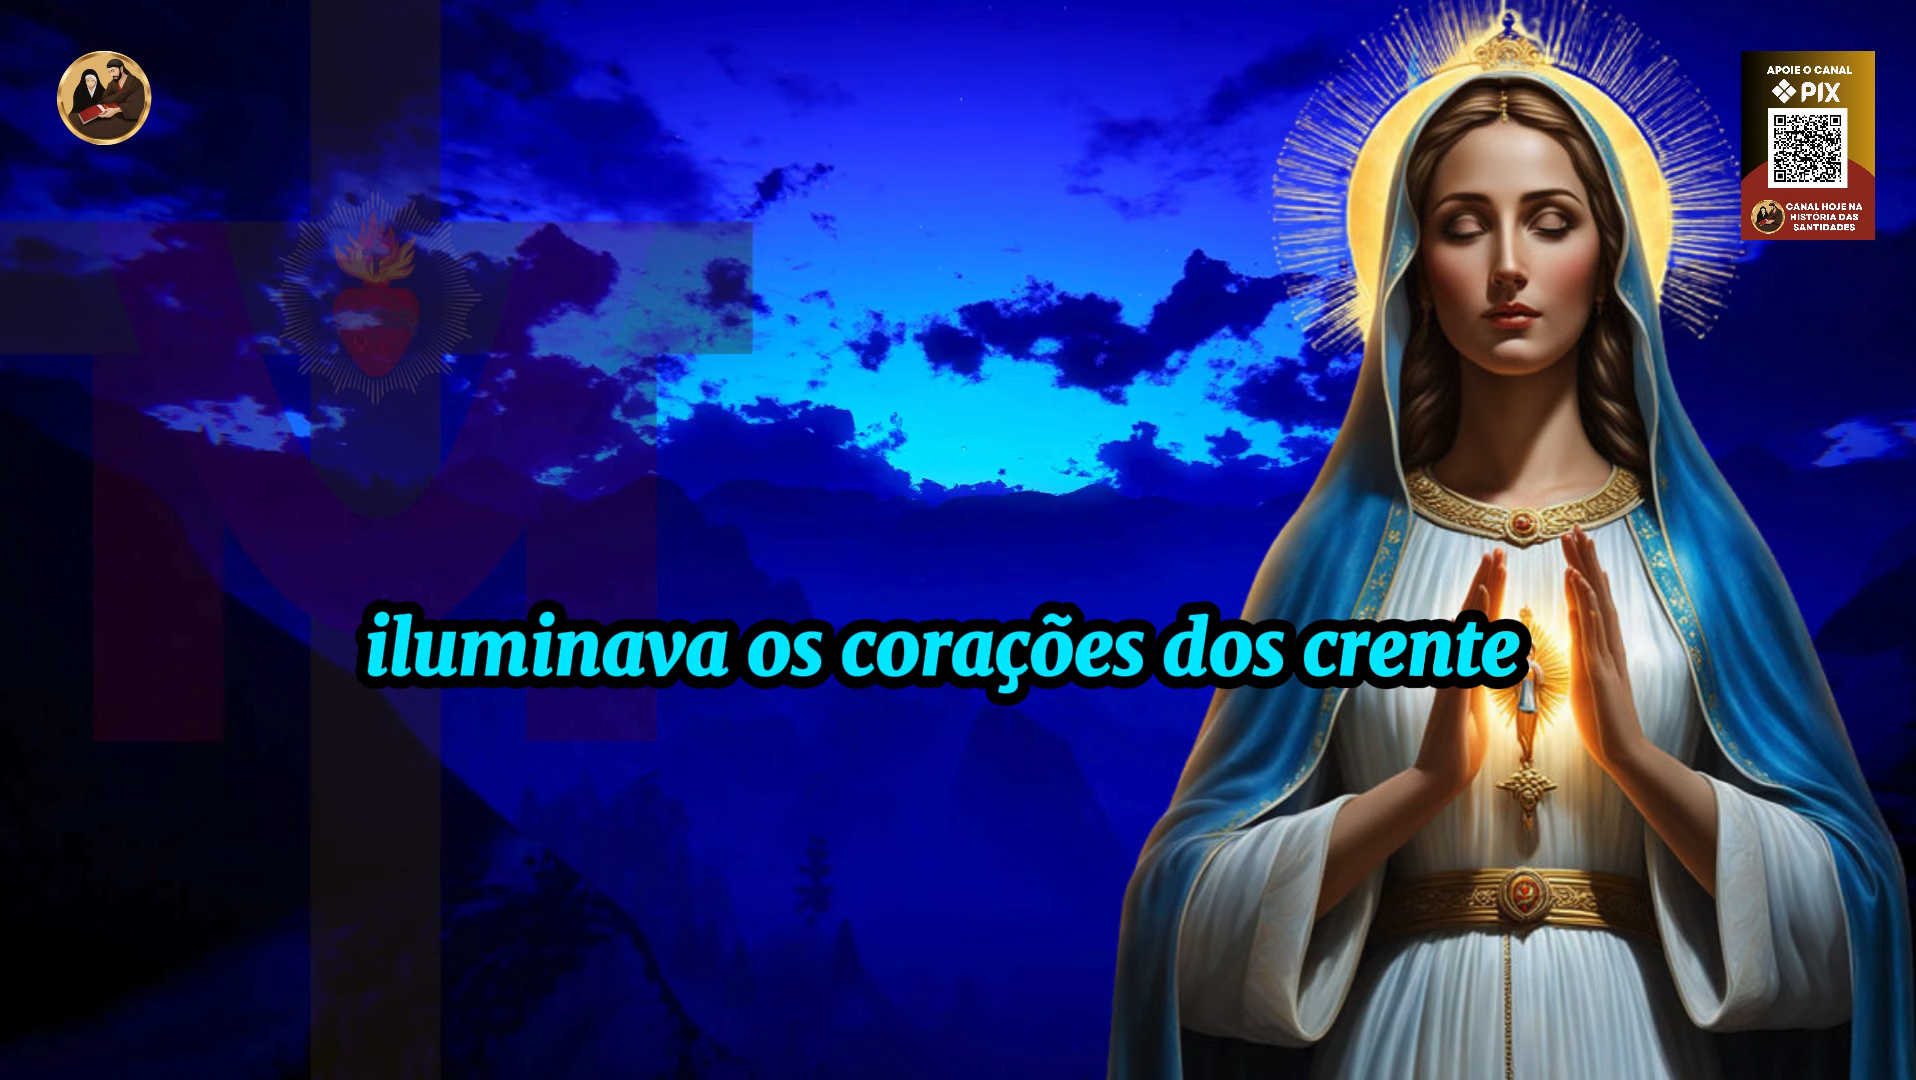 APOIE O CANAL
PIX
CANAL HOJE NA
HISTÓRIA DAS
SANTIDADES
iluminava os corações dos crente